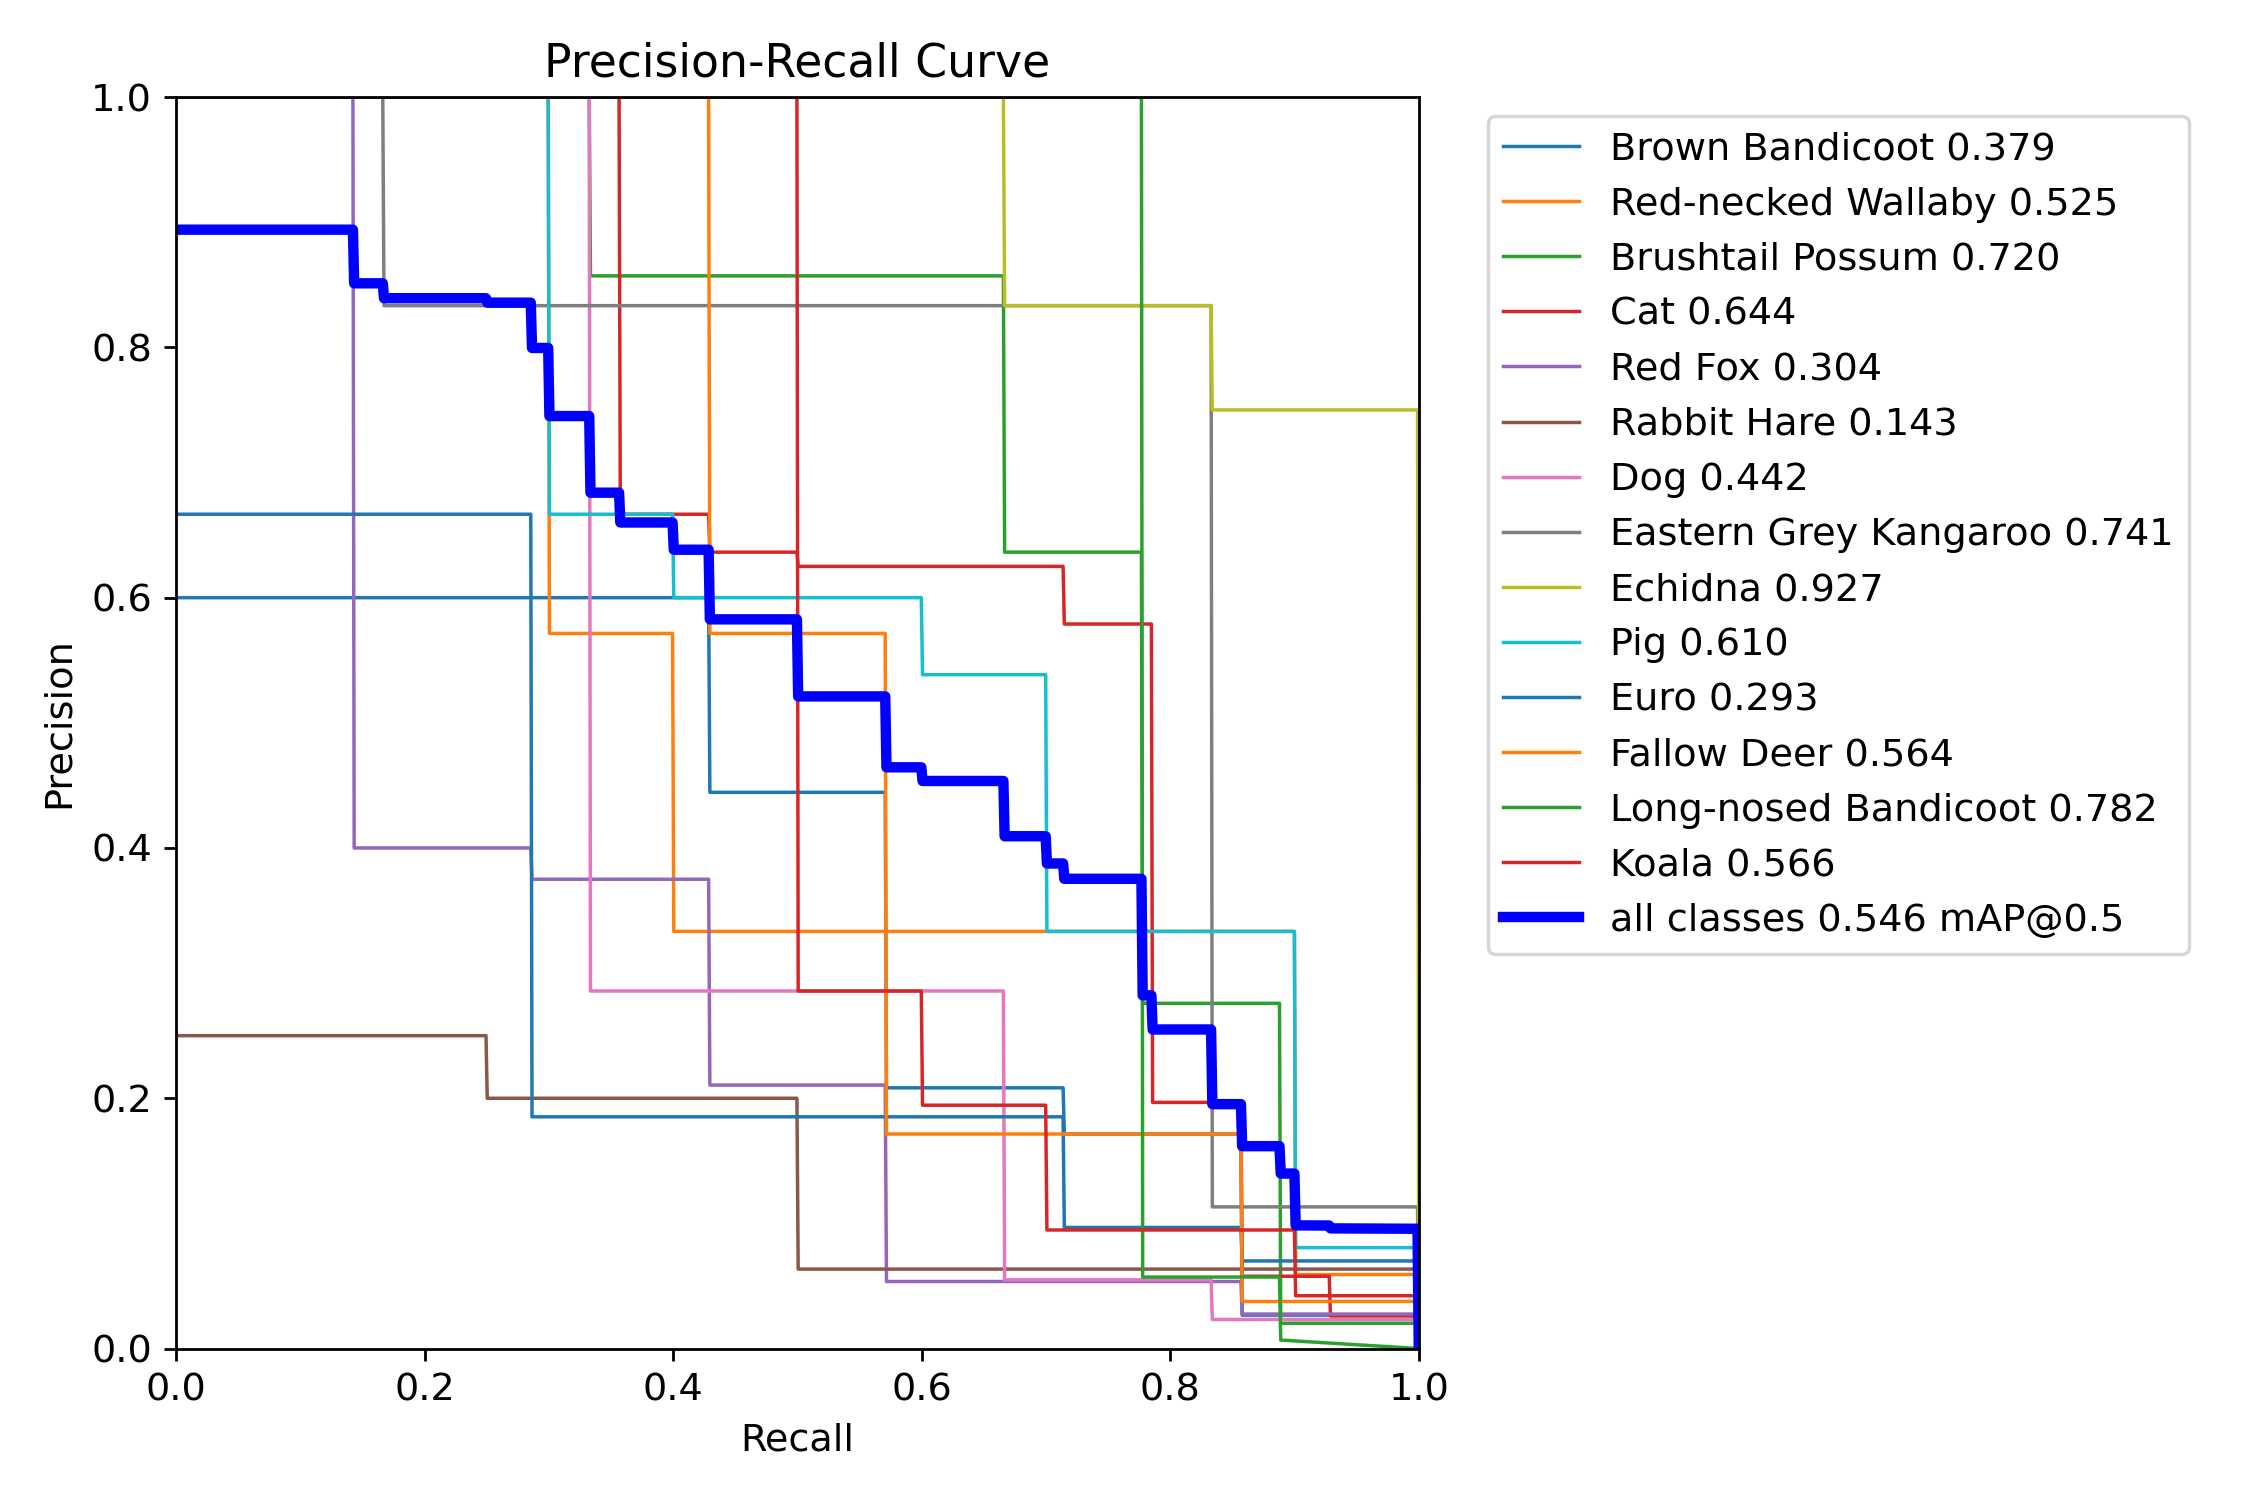 Precision-Recall Curve
1.0
0.8
0.6
0.4
0.2
0.0
Precision
0.0 0.2 0.4 0.6 0.8 1.0
Recall
Brown Bandicoot 0.379
Red-necked Wallaby 0.525
Brushtail Possum 0.720
Cat 0.644
Red Fox 0.304
Rabbit Hare 0.143
Dog 0.442
Eastern Grey Kangaroo 0.741
Echidna 0.927
Pig 0.610
Euro 0.293
Fallow Deer 0.564
Long-nosed Bandicoot 0.782
Koala 0.566
all classes 0.546 mAP@0.5